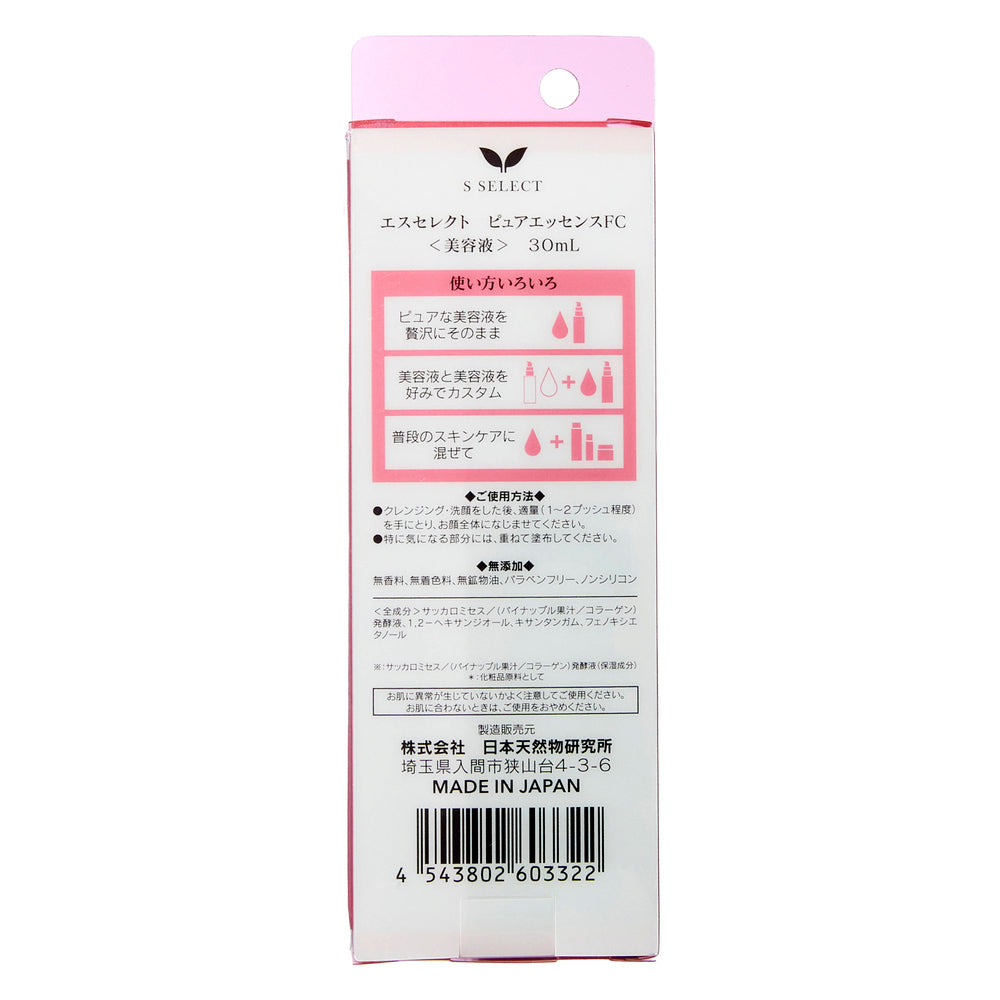 S SELECT
エスセレクト ピュアエッセンスFC
＜美容液＞ 30mL
使い方いろいろ
ピュアな美容液を
贅沢にそのまま
美容液と美容液を
好みでカスタム
普段のスキンケアに
混ぜて
◆ご使用方法◆
●クレンジング・洗顔をした後、適量（1〜2プッシュ程度）
を手にとり、お顔全体になじませてください。
●特に気になる部分には、重ねて塗布してください。
◆無添加◆
無香料、無着色料、無鉱物油、パラベンフリー、ノンシリコン
＜全成分＞サッカロミセス／（パイナップル果汁／コラーゲン）
発酵液、1,2-ヘキサンジオール、キサンタンガム、フェノキシエ
タノール
※：サッカロミセス／（パイナップル果汁／コラーゲン）発酵液（保湿成分）
＊：化粧品原料として
お肌に異常が生じていないかよく注意してご使用ください。
お肌に合わないときは、ご使用をおやめください。
製造販売元
株式会社 日本天然物研究所
埼玉県入間市狭山台4-3-6
MADE IN JAPAN
4 543802 603322